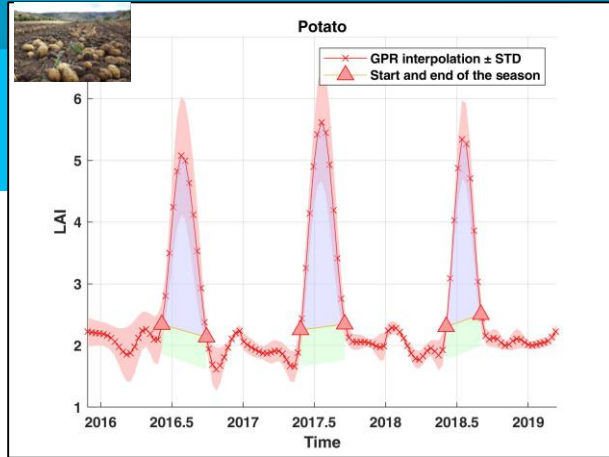 Potato
GPR interpolation ± STD
Start and end of the season
6
5
4
3
2
1
LAI
2016
2016.5
2017
2017.5
2018
2018.5
2019
Time